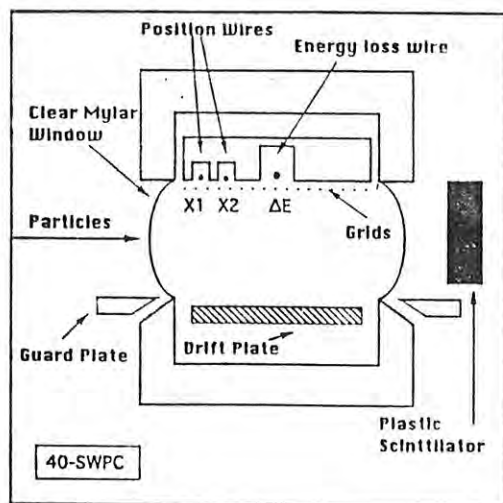 Position Wires
Energy loss wire
Clear Mylar
Window
X1 X2 ΔE
Grids
Particles
Guard Plate
Drift Plate
Plastic
Scinttilator
40-SWPC